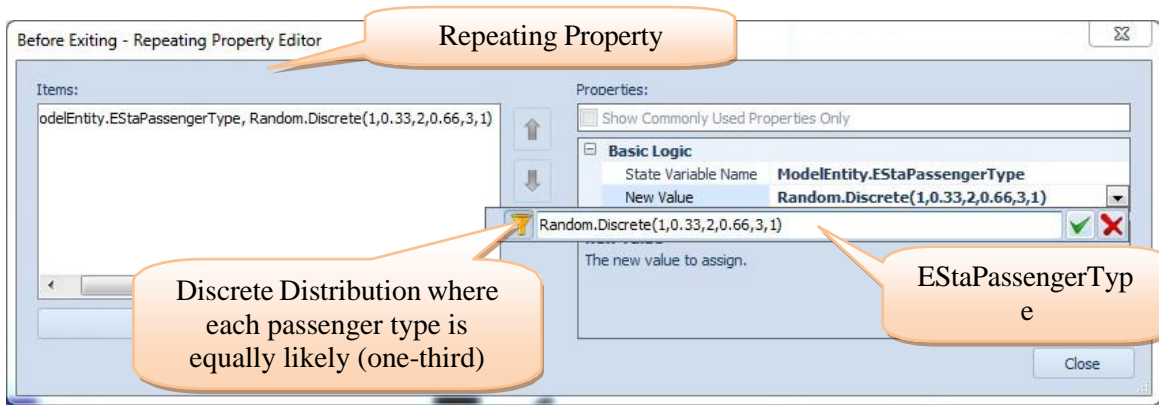 Before Exiting - Repeating Property Editor
Repeating Property
Items:
odelEntity.EStaPassengerType, Random.Discrete(1,0.33,2,0.66,3,1)
Properties:
Show Commonly Used Properties Only
Basic Logic
State Variable Name ModelEntity.EStaPassengerType
New Value Random.Discrete(1,0.33,2,0.66,3,1)
Random.Discrete(1,0.33,2,0.66,3,1)
The new value to assign.
Discrete Distribution where
each passenger type is
equally likely (one-third)
EStaPassengerTyp
e
Close